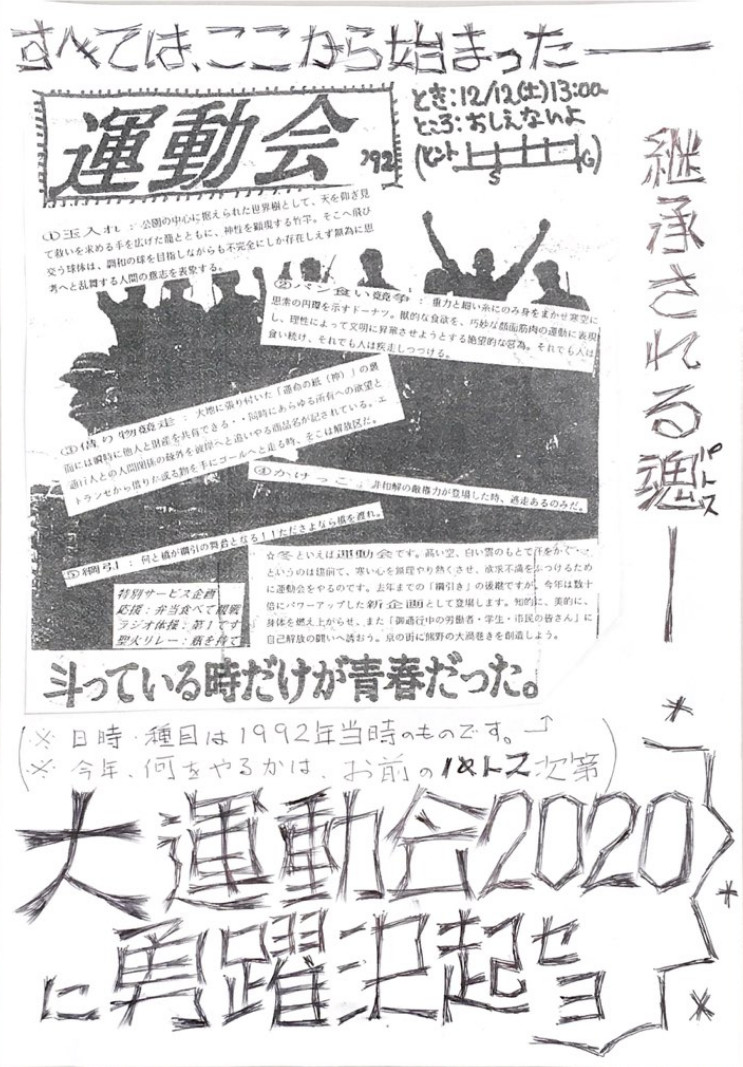 すべては、ここから始まった――
運動会'92
とき:12/12(土)13:00~
ところ:おしえないよ
(ヒント
S
G)
継承される魂―
パトス
①玉入れ:公園の中心に据えられた世界樹として、天を仰ぎ見
て救いを求める手を広げた龍とともに、神性を顕現する竹竿。そこへ飛び
交う球体は、調和の球を目指しながらも不完全にしか存在しえず無為に思
考へと乱舞する人間の意志を表象する。
②パン食い競争:重力と細い糸にのみ身をまかせ寒空に
思索の円環を示すドーナツ。獣的な食欲を、巧妙な顔面筋肉の運動に表現
し、理性によって文明に昇華させようとする絶望的な営為。それでも人は
食い続け、それでも人は疾走しつづける。
③借り物競走:大地に張り付いた「運命の紙(神)」の裏
面には瞬時に他人と財産を共有できる・・同時にあらゆる所有への欲望と
通行人との人間関係の疎外を彼岸へと追いやる商品名が記されている。エ
トランゼから借りた或る物を手にゴールへと走る時、そこは解放区だ。
④かけっこ:非和解の敵権力が登場した時、逃走あるのみだ。
⑤綱引:何と橋が綱引の舞台となる!!たださよなら橋を渡れ。
特別サービス企画
応援:弁当食べて観戦
ラジオ体操:第1です
聖火リレー:瓶を持て
☆冬といえば運動会です。高い空、白い雲のもとで汗をかぐ
というのは建前で、寒い心を無理やり熱くさせ、欲求不満をぶつけるため
に運動会をやるのです。去年までの「綱引き」の後継ですが、今年は数十
倍にパワーアップした新企画として登場します。知的に、美的に、
身体を燃え上がらせ、また「御通行中の労働者・学生・市民の皆さん」に
自己解放の闘いへ誘おう。京の街に熊野の大渦巻きを創造しよう。
斗っている時だけが青春だった。
(※日時・種目は1992年当時のものです。
※今年、何をやるかは、お前のパトス次第)
大運動会2020
に勇躍決起せヨ